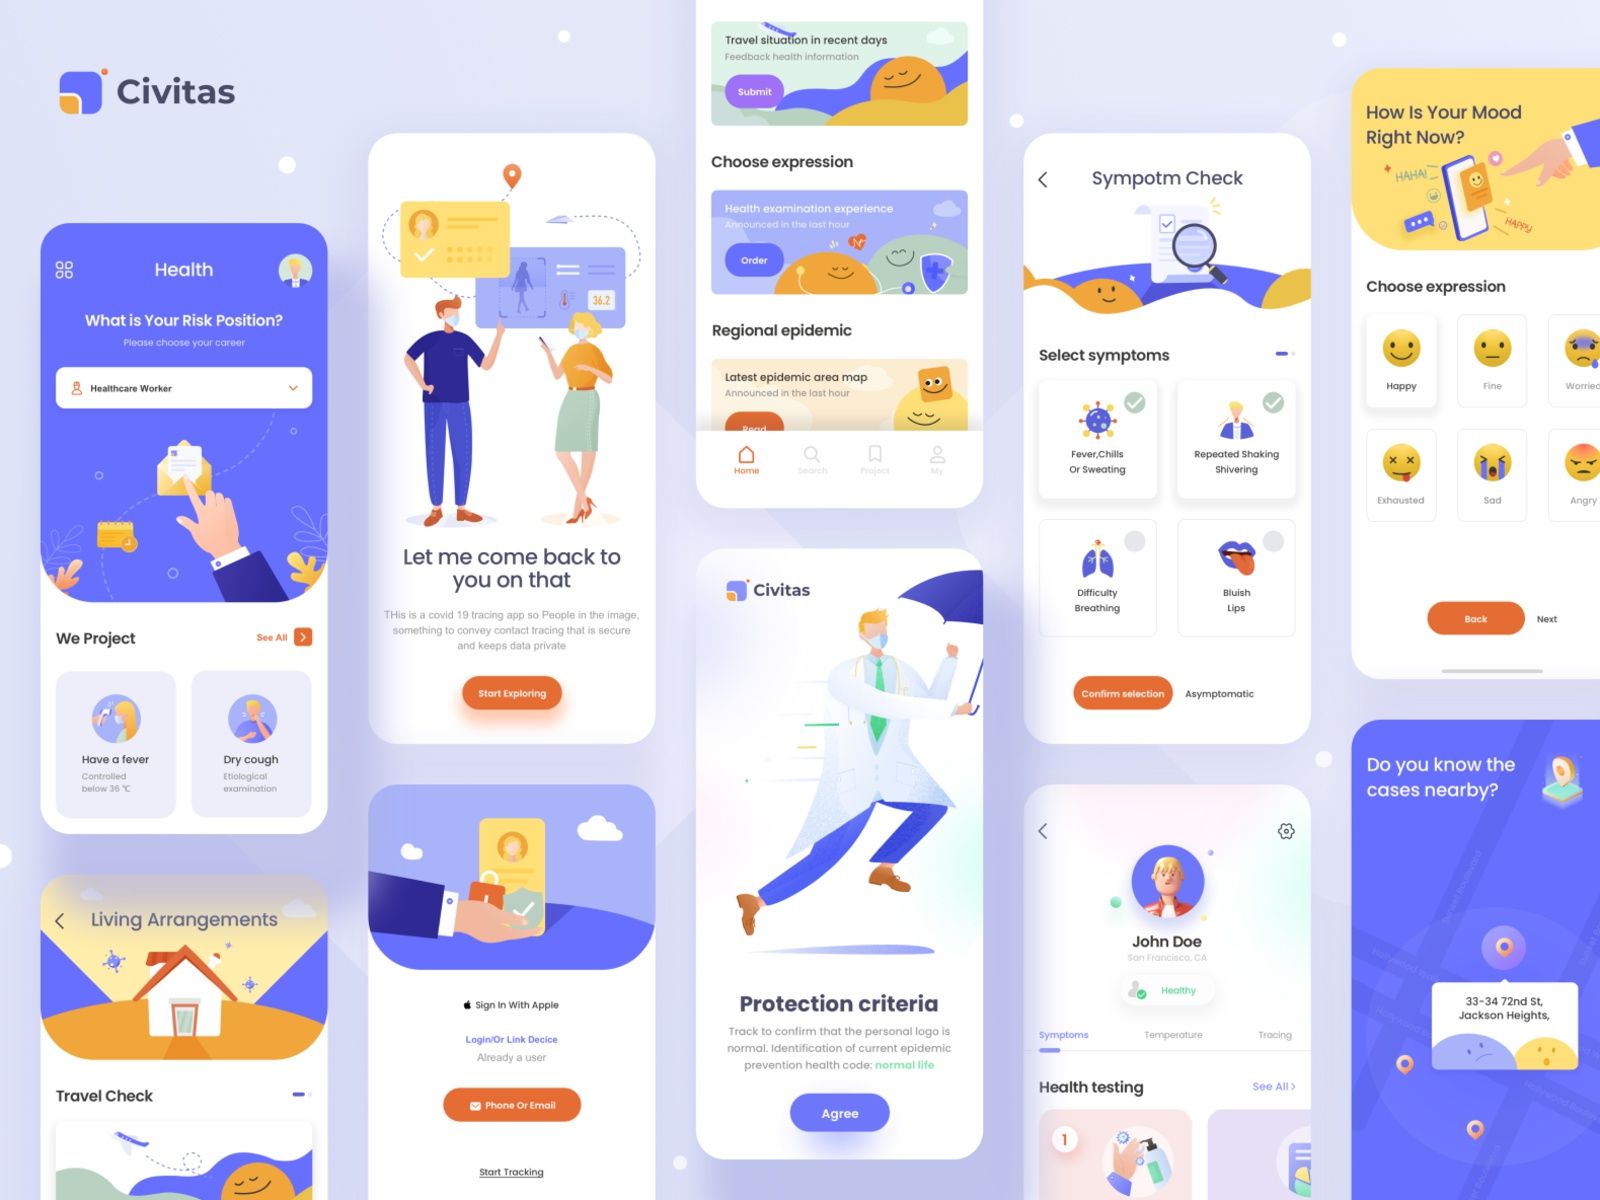 Civitas
Health
What is Your Risk Position?
Please choose your career
Healthcare Worker
We Project
See All
Have a fever
Controlled
below 36 ℃
Dry cough
Etiological
examination
Living Arrangements
Travel Check
36.2
Let me come back to
you on that
THis is a covid 19 tracing app so People in the image,
something to convey contact tracing that is secure
and keeps data private
Start Exploring
Sign In With Apple
Login/Or Link Decice
Already a user
Phone Or Email
Start Tracking
Travel situation in recent days
Feedback health information
Submit
Choose expression
Health examination experience
Announced in the last hour
Order
Regional epidemic
Latest epidemic area map
Announced in the last hour
Read
Home
Search
Project
My
Civitas
Protection criteria
Track to confirm that the personal logo is
normal. Identification of current epidemic
prevention health code: normal life
Agree
Sympotm Check
Select symptoms
Fever,Chills
Or Sweating
Repeated Shaking
Shivering
Difficulty
Breathing
Bluish
Lips
Confirm selection
Asymptomatic
John Doe
San Francisco, CA
Healthy
Symptoms
Temperature
Tracing
Health testing
See All
1
How Is Your Mood
Right Now?
HAHA!
HAPPY
Choose expression
Happy
Fine
Worried
Exhausted
Sad
Angry
Back
Next
Do you know the
cases nearby?
33-34 72nd St,
Jackson Heights,